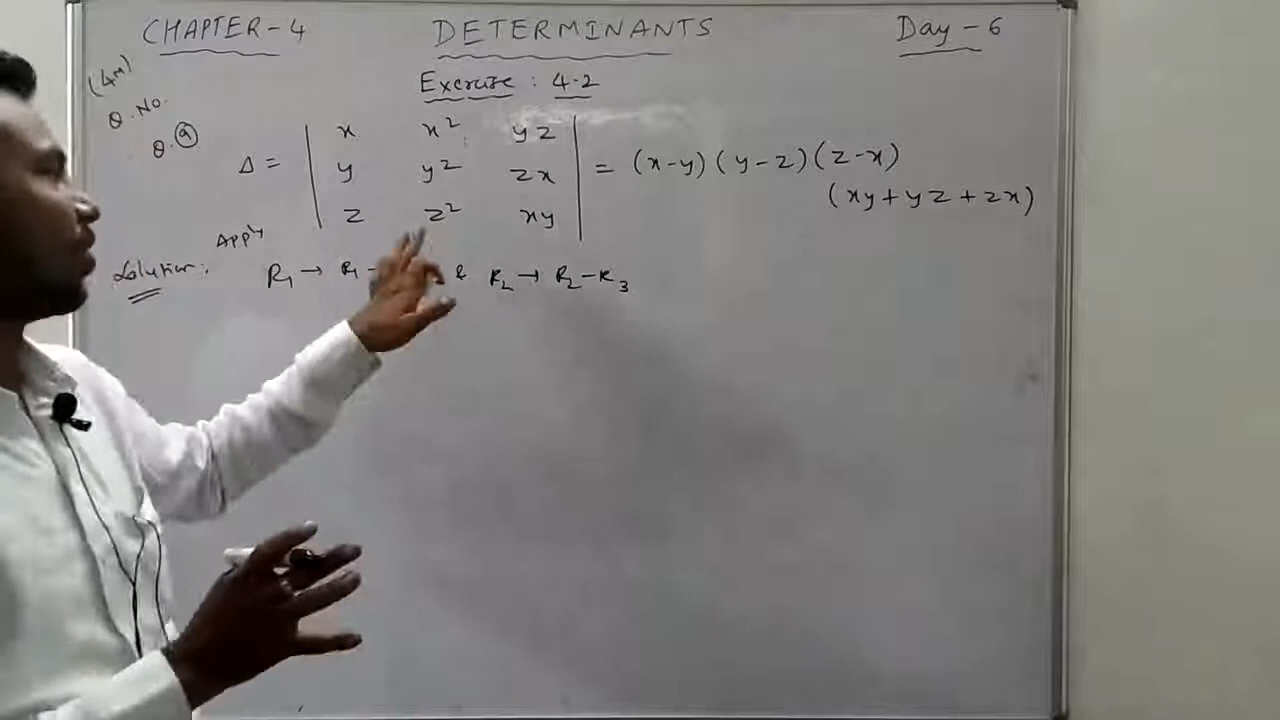 CHAPTER-4 DETERMINANTS Day-6
Excercise: 4.2
(4M)
Q.No.
Q.9
Δ = | x x² yz | = (x-y)(y-z)(z-x)
| y y² zx | (xy+yz+zx)
| z z² xy |
Apply
Solution: R₁ → R₁ - & R₂ → R₂-R₃